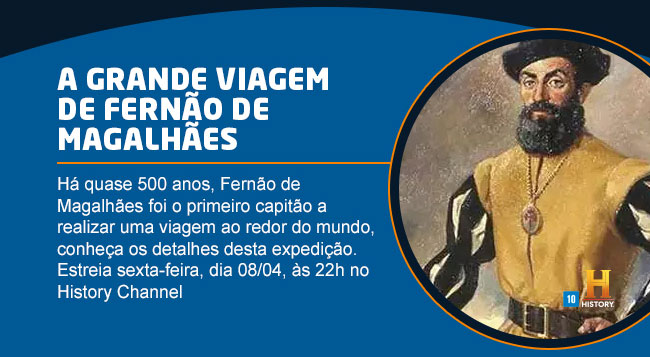 A GRANDE VIAGEM
DE FERNÃO DE
MAGALHÃES
Há quase 500 anos, Fernão de
Magalhães foi o primeiro capitão a
realizar uma viagem ao redor do mundo,
conheça os detalhes desta expedição.
Estreia sexta-feira, dia 08/04, às 22h no
History Channel
H
10 HISTORY